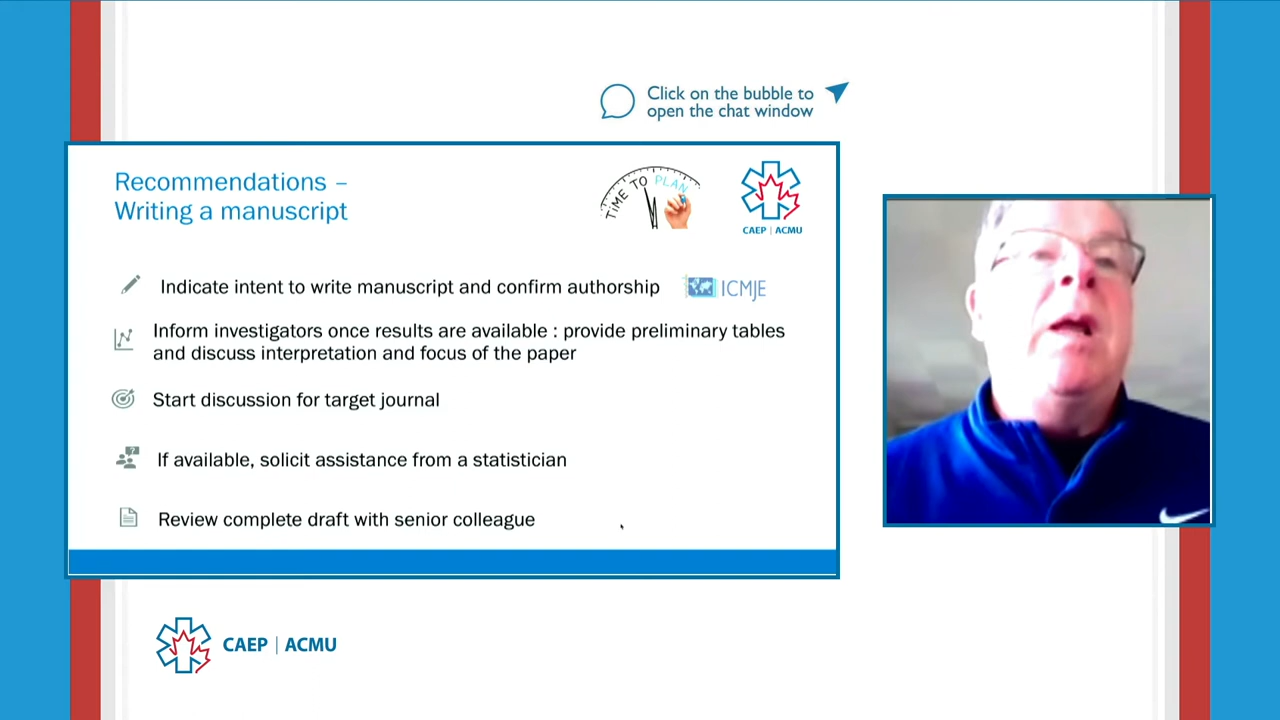 Click on the bubble to
open the chat window
Recommendations –
Writing a manuscript
TIME TO PLAN
CAEP | ACMU
Indicate intent to write manuscript and confirm authorship
ICMJE
Inform investigators once results are available : provide preliminary tables
and discuss interpretation and focus of the paper
Start discussion for target journal
If available, solicit assistance from a statistician
Review complete draft with senior colleague
CAEP | ACMU